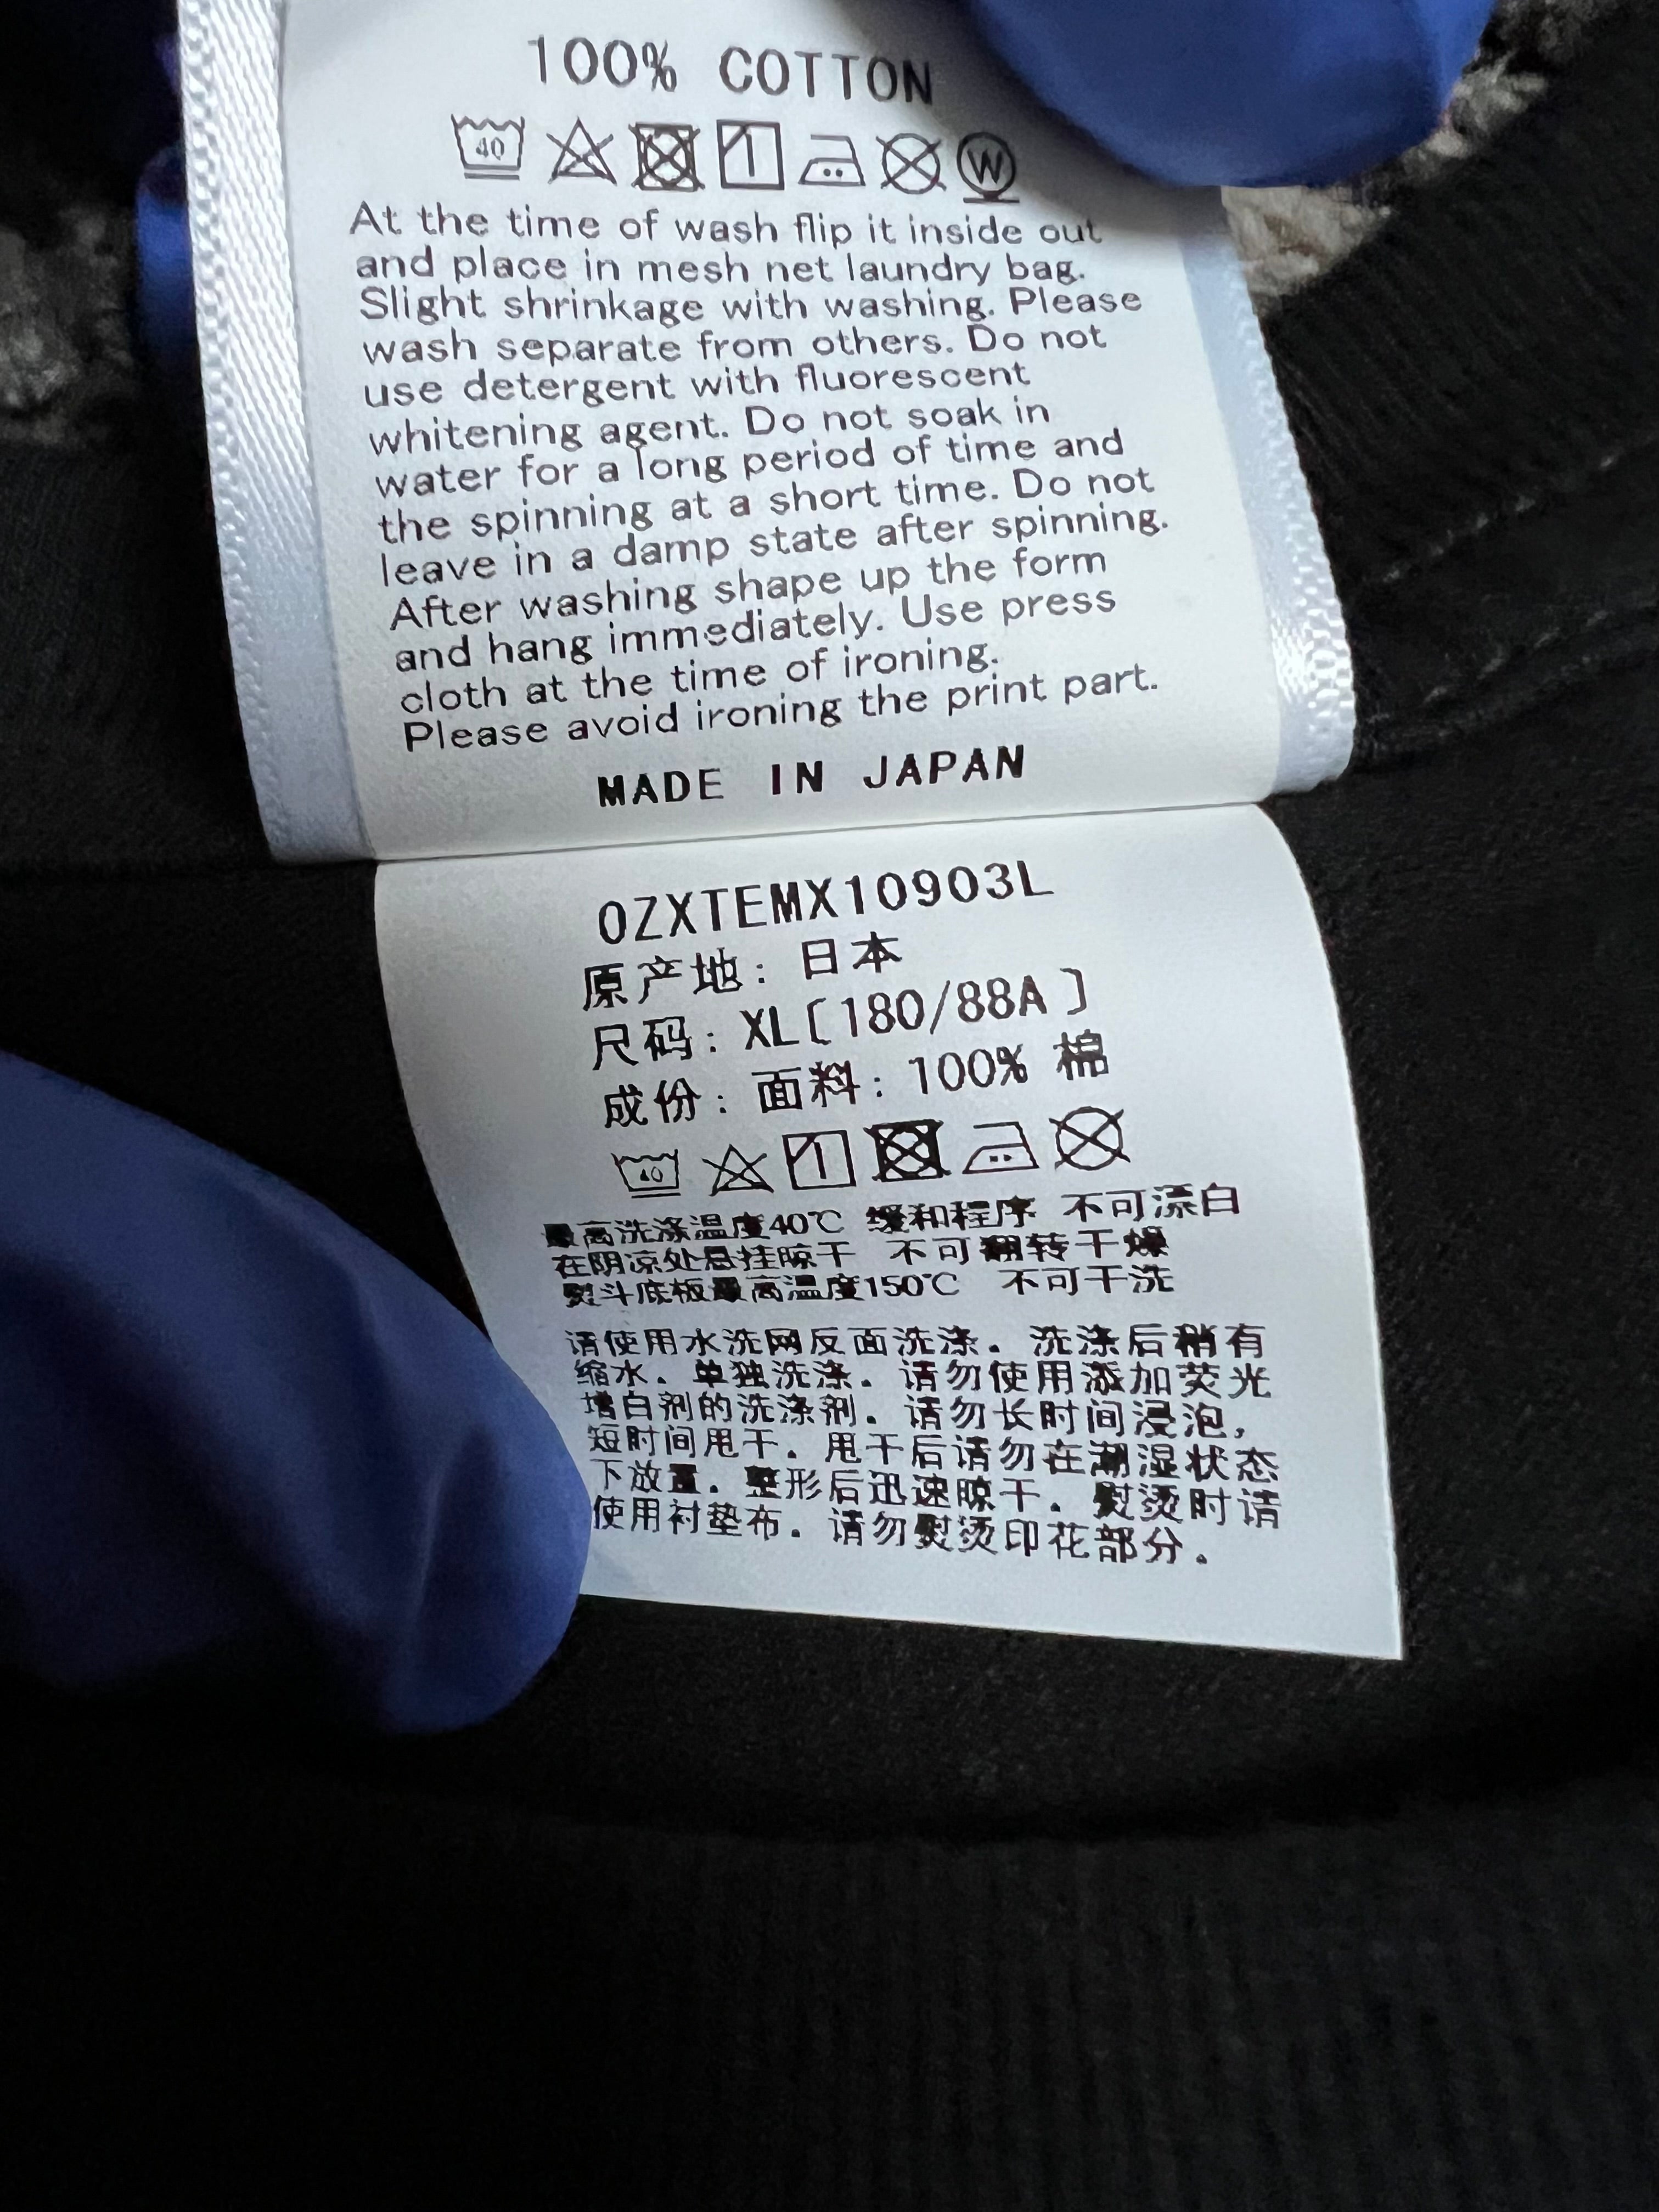 100% COTTON
40 W
At the time of wash flip it inside out
and place in mesh net laundry bag.
Slight shrinkage with washing. Please
wash separate from others. Do not
use detergent with fluorescent
whitening agent. Do not soak in
water for a long period of time and
the spinning at a short time. Do not
leave in a damp state after spinning.
After washing shape up the form
and hang immediately. Use press
cloth at the time of ironing.
Please avoid ironing the print part.
MADE IN JAPAN
OZXTEMX10903L
原产地: 日本
尺码: XL[180/88A]
成份: 面料: 100% 棉
40
最高洗涤温度40℃ 缓和程序 不可漂白
在阴凉处悬挂晾干 不可翻转干燥
熨斗底板最高温度150℃ 不可干洗
请使用水洗网反面洗涤. 洗涤后稍有
缩水. 单独洗涤. 请勿使用添加荧光
增白剂的洗涤剂. 请勿长时间浸泡,
短时间甩干. 甩干后请勿在潮湿状态
下放置. 整形后迅速晾干. 熨烫时请
使用衬垫布. 请勿熨烫印花部分.